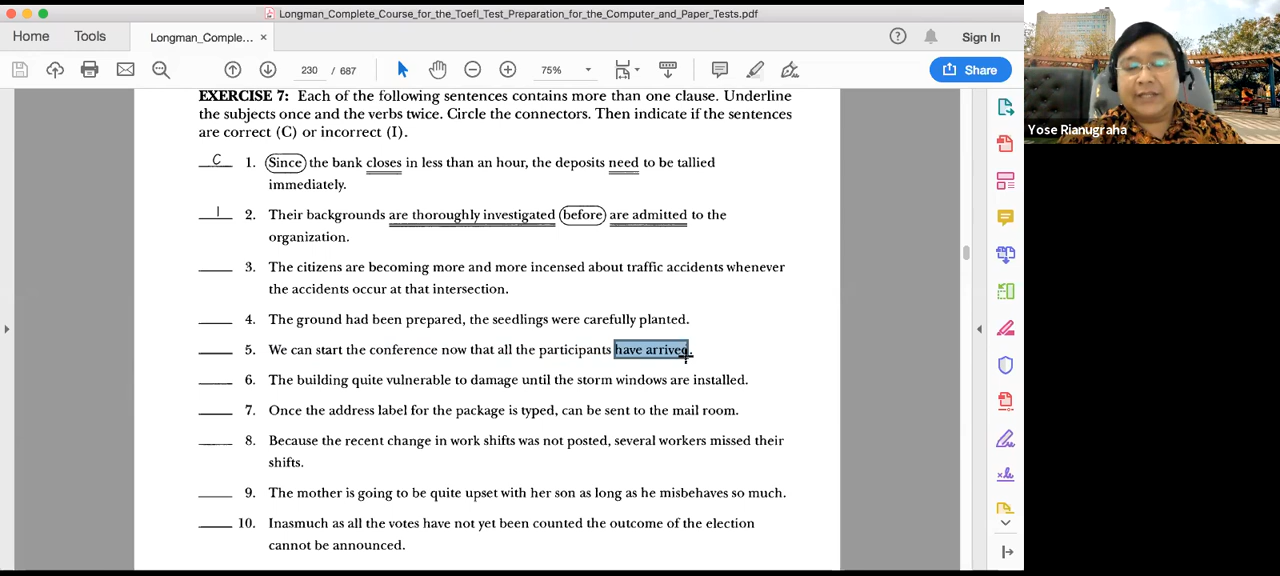 Longman_Complete_Course_for_the_Toefl_Test_Preparation_for_the_Computer_and_Paper_Tests.pdf
Home Tools Longman_Comple... × Sign In
230 / 687 75% Share
EXERCISE 7: Each of the following sentences contains more than one clause. Underline
the subjects once and the verbs twice. Circle the connectors. Then indicate if the sentences
are correct (C) or incorrect (I).
C 1. Since the bank closes in less than an hour, the deposits need to be tallied
immediately.
I 2. Their backgrounds are thoroughly investigated before are admitted to the
organization.
3. The citizens are becoming more and more incensed about traffic accidents whenever
the accidents occur at that intersection.
4. The ground had been prepared, the seedlings were carefully planted.
5. We can start the conference now that all the participants have arrived.
6. The building quite vulnerable to damage until the storm windows are installed.
7. Once the address label for the package is typed, can be sent to the mail room.
8. Because the recent change in work shifts was not posted, several workers missed their
shifts.
9. The mother is going to be quite upset with her son as long as he misbehaves so much.
10. Inasmuch as all the votes have not yet been counted the outcome of the election
cannot be announced.
Yose Rianugraha